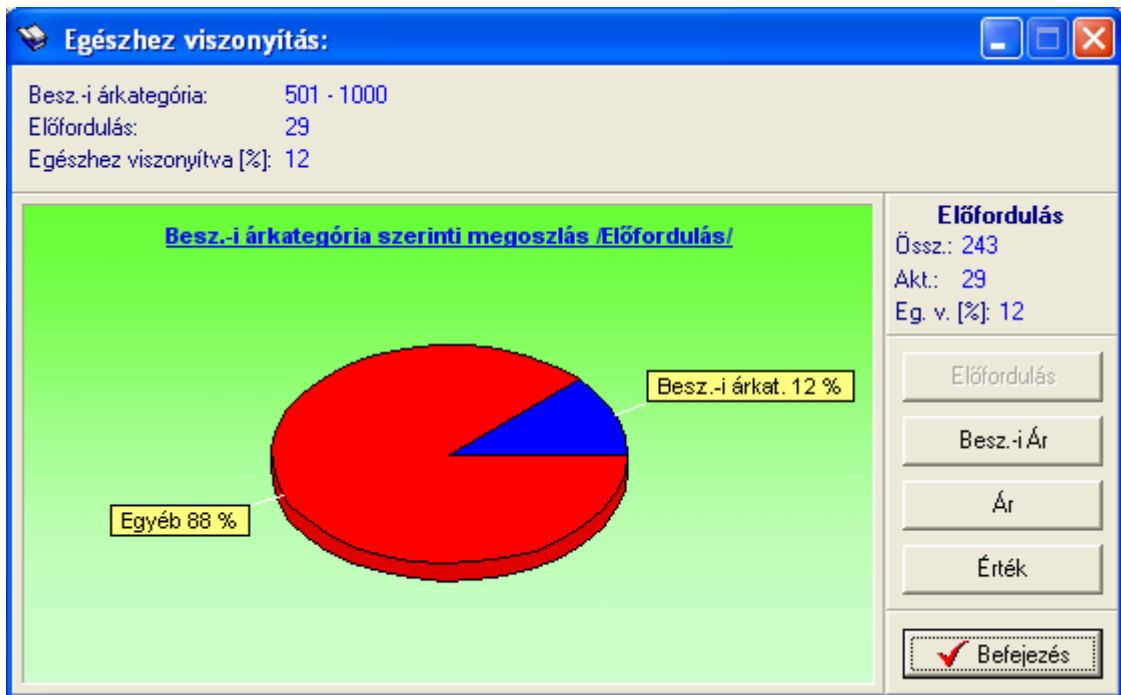 Egészhez viszonyítás:
Besz.-i árkategória: 501 - 1000
Előfordulás: 29
Egészhez viszonyítva [%]: 12
Besz.-i árkategória szerinti megoszlás /Előfordulás/
Besz.-i árkat. 12 %
Egyéb 88 %
Előfordulás
Össz.: 243
Akt.: 29
Eg. v. [%]: 12
Előfordulás
Besz.-i Ár
Ár
Érték
Befejezés